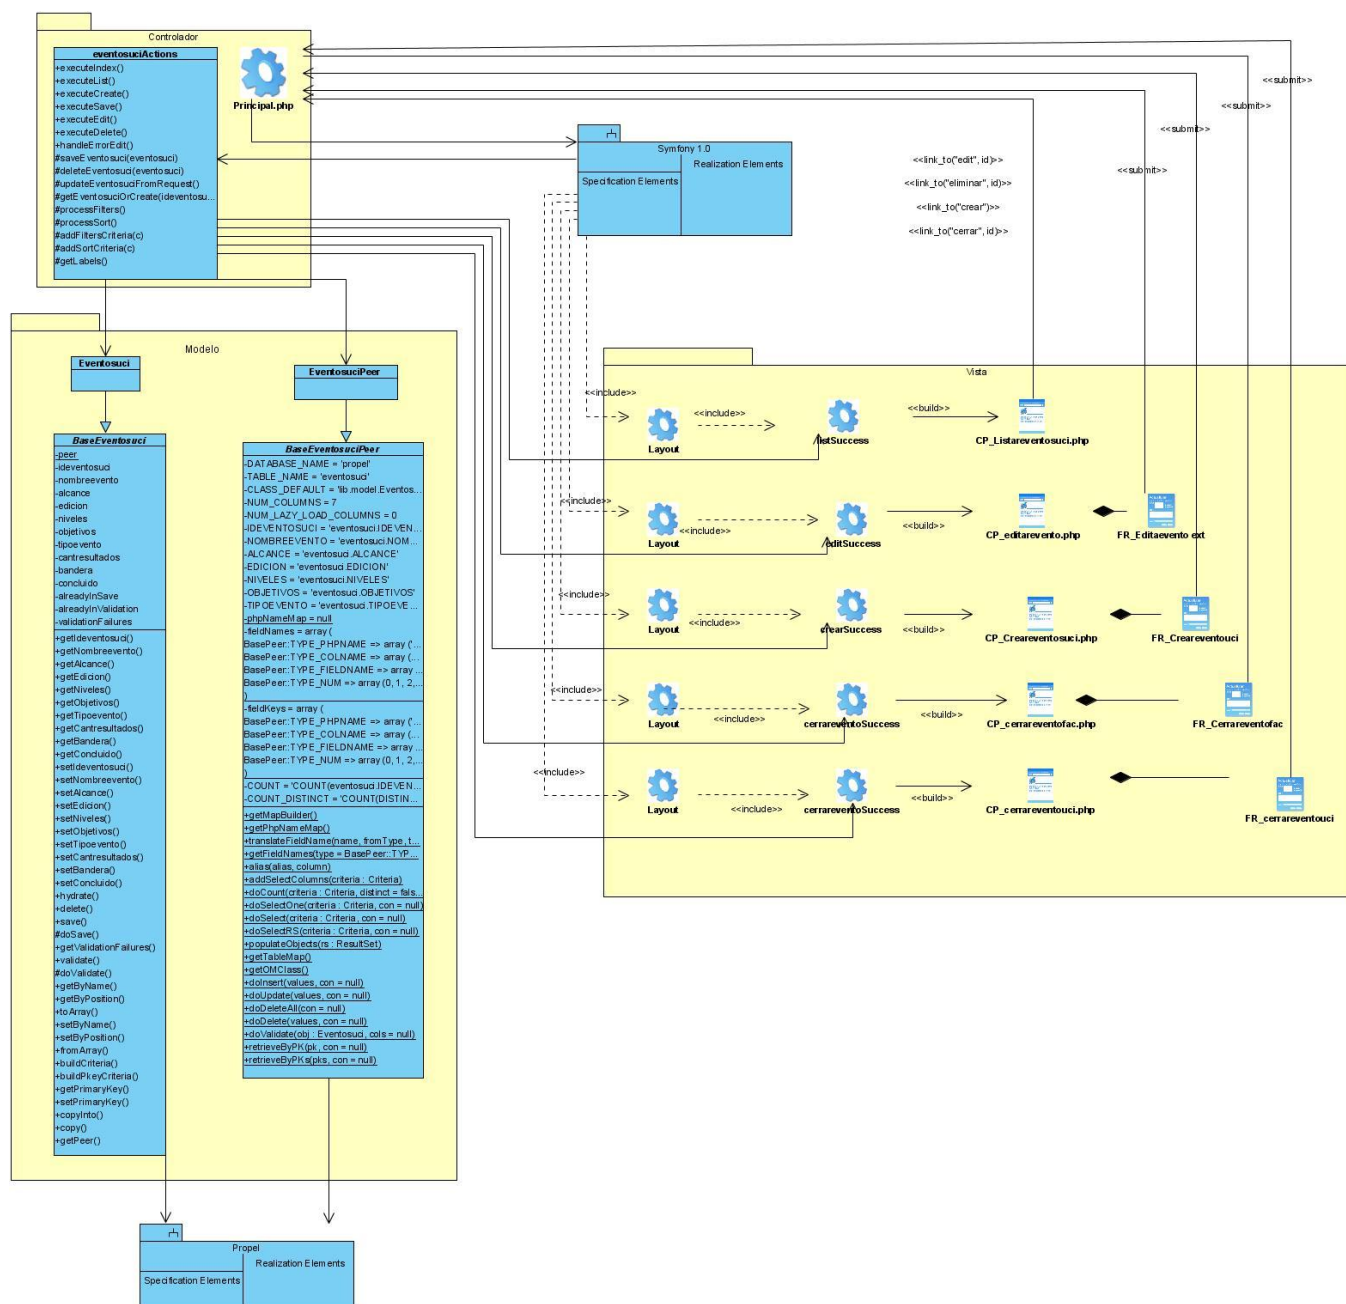 Controlador
eventosuciActions
+executeIndex()
+executeList()
+executeCreate()
+executeSave()
+executeEdit()
+executeDelete()
+handleErrorEdit()
#saveEventosuci(eventosuci)
#deleteEventosuci(eventosuci)
#updateEventosuciFromRequest()
#getEventosuciOrCreate(ideventosu...
#processFilters()
#processSort()
#addFiltersCriteria(c)
#addSortCriteria(c)
#getLabels()
Principal.php
Symfony 1.0
Specification Elements
Realization Elements
<<link_to("edit", id)>>
<<link_to("eliminar", id)>>
<<link_to("crear")>>
<<link_to("cerrar", id)>>
<<submit>>
<<submit>>
<<submit>>
<<submit>>
Modelo
Eventosuci
EventosuciPeer
BaseEventosuci
-peer
-ideventosuci
-nombreevento
-alcance
-edicion
-niveles
-objetivos
-tipoevento
-cantresultados
-bandera
-concluido
-alreadyInSave
-alreadyInValidation
-validationFailures
+getIdeventosuci()
+getNombreevento()
+getAlcance()
+getEdicion()
+getNiveles()
+getObjetivos()
+getTipoevento()
+getCantresultados()
+getBandera()
+getConcluido()
+setIdeventosuci()
+setNombreevento()
+setAlcance()
+setEdicion()
+setNiveles()
+setObjetivos()
+setTipoevento()
+setCantresultados()
+setBandera()
+setConcluido()
+hydrate()
+delete()
+save()
#doSave()
+getValidationFailures()
+validate()
#doValidate()
+getByName()
+getByPosition()
+toArray()
+setByName()
+setByPosition()
+fromArray()
+buildCriteria()
+buildPkeyCriteria()
+getPrimaryKey()
+setPrimaryKey()
+copyInto()
+copy()
+getPeer()
BaseEventosuciPeer
-DATABASE_NAME = 'propel'
-TABLE_NAME = 'eventosuci'
-CLASS_DEFAULT = 'lib.model.Eventos...
-NUM_COLUMNS = 7
-NUM_LAZY_LOAD_COLUMNS = 0
-IDEVENTOSUCI = 'eventosuci.IDEVEN...
-NOMBREEVENTO = 'eventosuci.NOM...
-ALCANCE = 'eventosuci.ALCANCE'
-EDICION = 'eventosuci.EDICION'
-NIVELES = 'eventosuci.NIVELES'
-OBJETIVOS = 'eventosuci.OBJETIVOS'
-TIPOEVENTO = 'eventosuci.TIPOEVE...
-phpNameMap = null
-fieldNames = array (
BasePeer::TYPE_PHPNAME => array ('...
BasePeer::TYPE_COLNAME => array (...
BasePeer::TYPE_FIELDNAME => array ...
BasePeer::TYPE_NUM => array (0, 1, 2,...
)
-fieldKeys = array (
BasePeer::TYPE_PHPNAME => array ('...
BasePeer::TYPE_COLNAME => array (...
BasePeer::TYPE_FIELDNAME => array ...
BasePeer::TYPE_NUM => array (0, 1, 2,...
)
-COUNT = 'COUNT(eventosuci.IDEVEN...
-COUNT_DISTINCT = 'COUNT(DISTIN...
+getMapBuilder()
+getPhpNameMap()
+translateFieldName(name, fromType, t...
+getFieldNames(type = BasePeer::TYP...
+alias(alias, column)
+addSelectColumns(criteria : Criteria)
+doCount(criteria : Criteria, distinct = fals...
+doSelectOne(criteria : Criteria, con = null)
+doSelect(criteria : Criteria, con = null)
+doSelectRS(criteria : Criteria, con = null)
+populateObjects(rs : ResultSet)
+getTableMap()
+getOMClass()
+doInsert(values, con = null)
+doUpdate(values, con = null)
+doDeleteAll(con = null)
+doDelete(values, con = null)
+doValidate(obj : Eventosuci, cols = null)
+retrieveByPK(pk, con = null)
+retrieveByPKs(pks, con = null)
Propel
Specification Elements
Realization Elements
Vista
<<include>>
Layout
<<include>>
listSuccess
<<build>>
CP_Listareventosuci.php
<<include>>
Layout
<<include>>
editSuccess
<<build>>
CP_editarevento.php
FR_Editaevento ext
<<include>>
Layout
<<include>>
crearSuccess
<<build>>
CP_Creareventosuci.php
FR_Creareventouci
<<include>>
Layout
<<include>>
cerrareventoSuccess
<<build>>
CP_cerrareventofac.php
FR_Cerrareventofac
<<include>>
Layout
<<include>>
cerrareventoSuccess
<<build>>
CP_cerrareventouci.php
FR_cerrareventouci